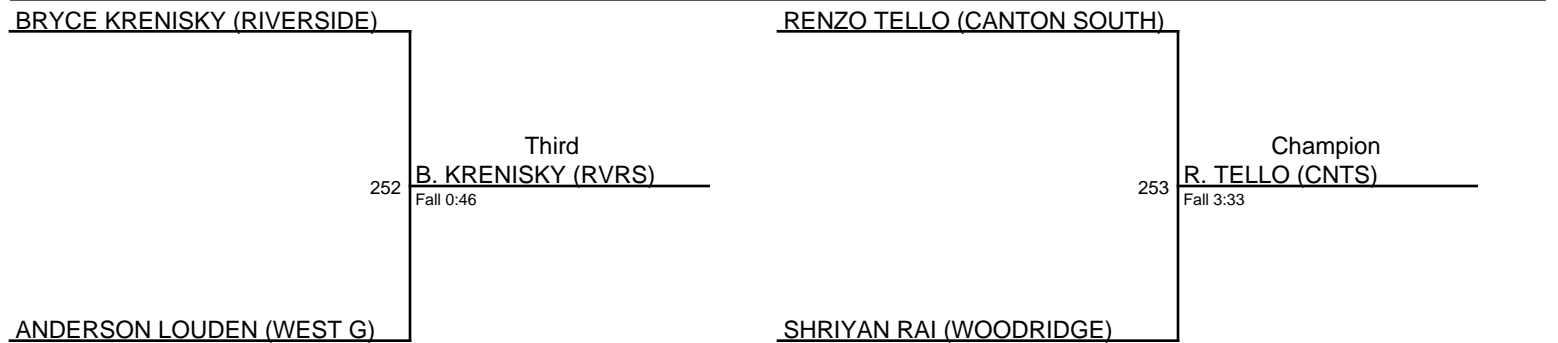 BRYCE KRENISKY (RIVERSIDE)
Third
252
B. KRENISKY (RVRS)
Fall 0:46
ANDERSON LOUDEN (WEST G)
RENZO TELLO (CANTON SOUTH)
Champion
253
R. TELLO (CNTS)
Fall 3:33
SHRIYAN RAI (WOODRIDGE)